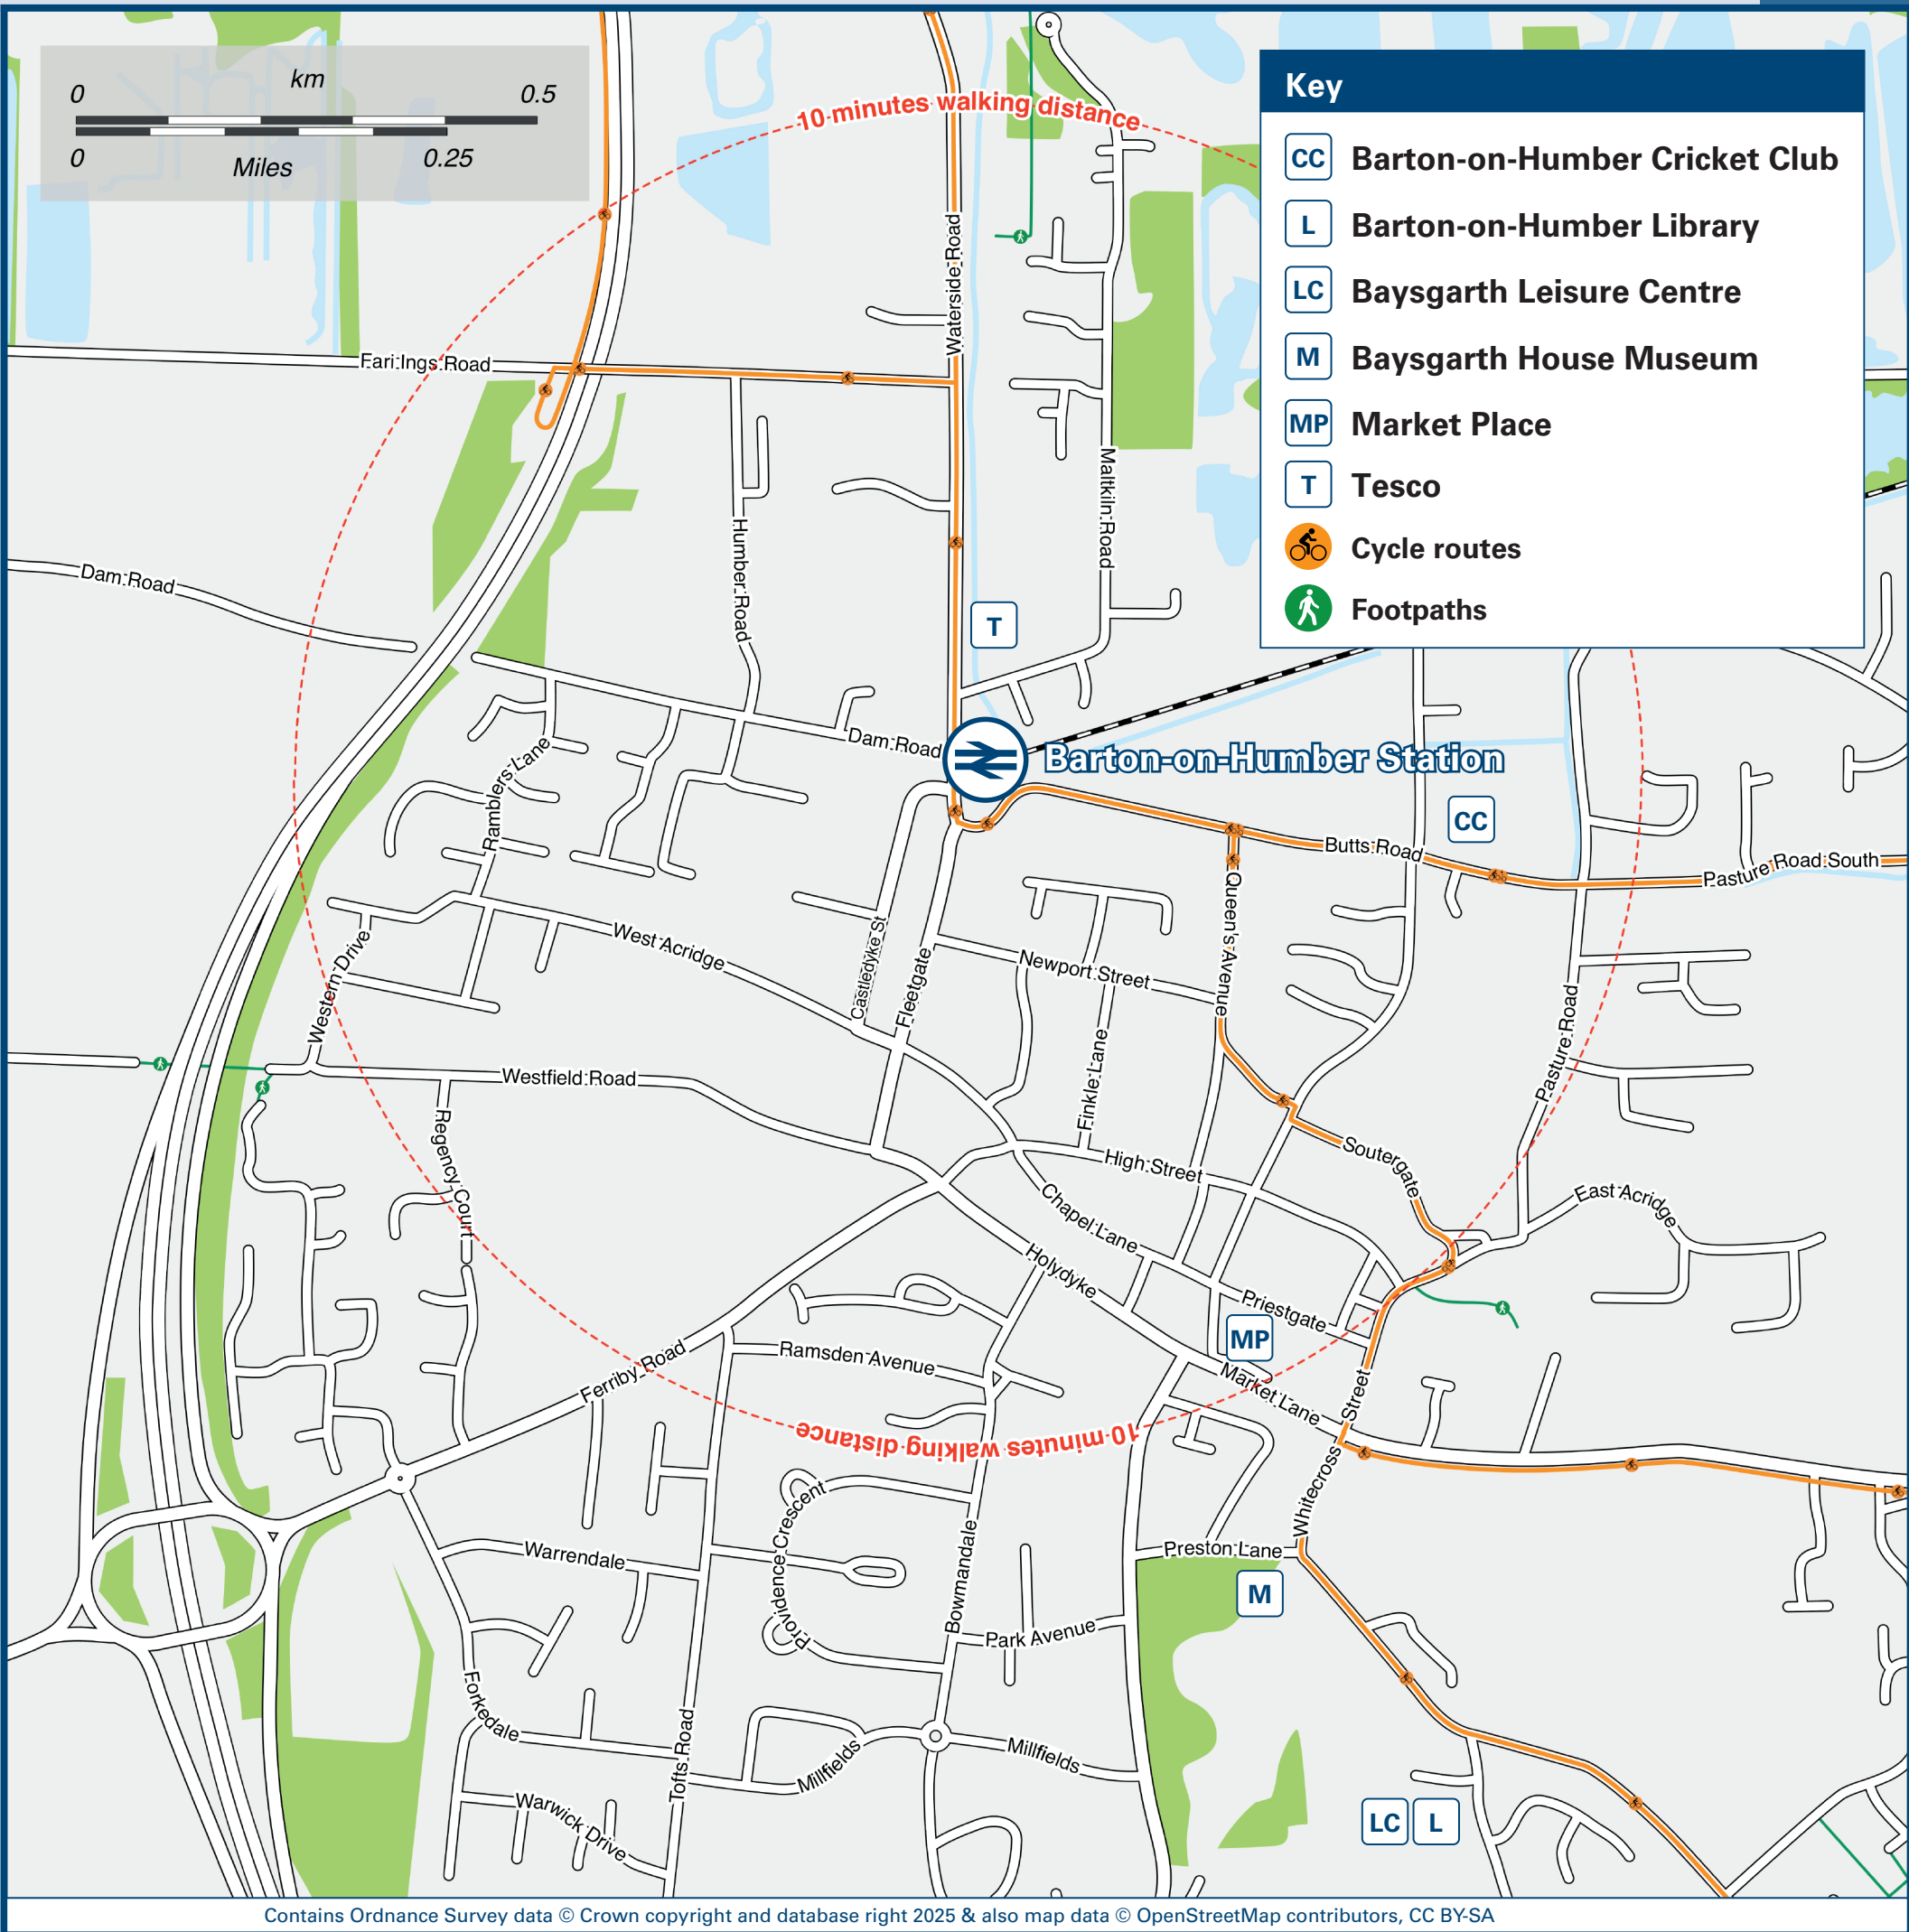 km
0 0.5
0 0.25
Miles
10 minutes walking distance
Key
CC Barton-on-Humber Cricket Club
L Barton-on-Humber Library
LC Baysgarth Leisure Centre
M Baysgarth House Museum
MP Market Place
T Tesco
Cycle routes
Footpaths
Waterside Road
Fari Ings Road
Maltkiln Road
Humber Road
Dam Road
T
Dam Road
Barton-on-Humber Station
Ramblers Lane
CC
Butts Road
Pasture Road South
Queen's Avenue
West Acridge
Western Drive
Castledyke St
Fleetgate
Newport Street
Pasture Road
Finkle Lane
Westfield Road
Regency Court
High Street
Soutergate
East Acridge
Chapel Lane
Holydyke
Priestgate
MP
Ramsden Avenue
Ferriby Road
Market Lane
Whitecross Street
10 minutes walking distance
Providence Crescent
Preston Lane
Warrendale
M
Bowmandale
Park Avenue
Forkedale
Tofts Road
Millfields
Millfields
Warwick Drive
LC L
Contains Ordnance Survey data © Crown copyright and database right 2025 & also map data © OpenStreetMap contributors, CC BY-SA